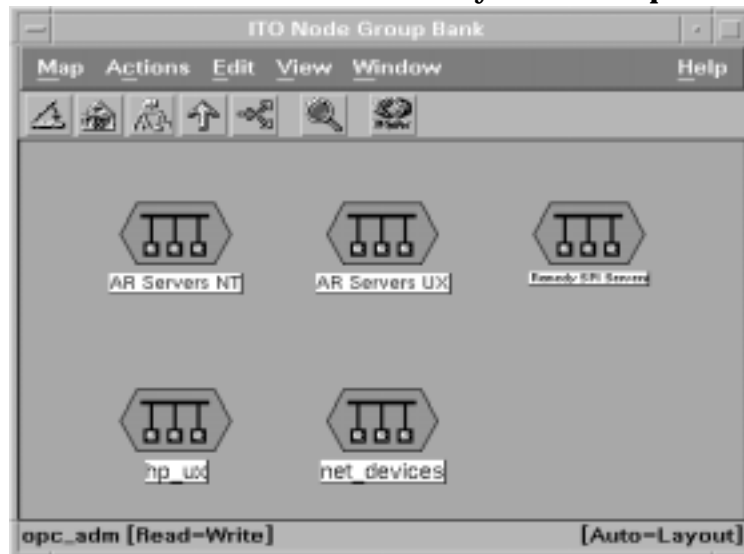 ITO Node Group Bank
Map Actions Edit View Window Help
AR Servers NT AR Servers UX Remedy SPI Servers
hp_ux net_devices
opc_adm [Read-Write] [Auto-Layout]